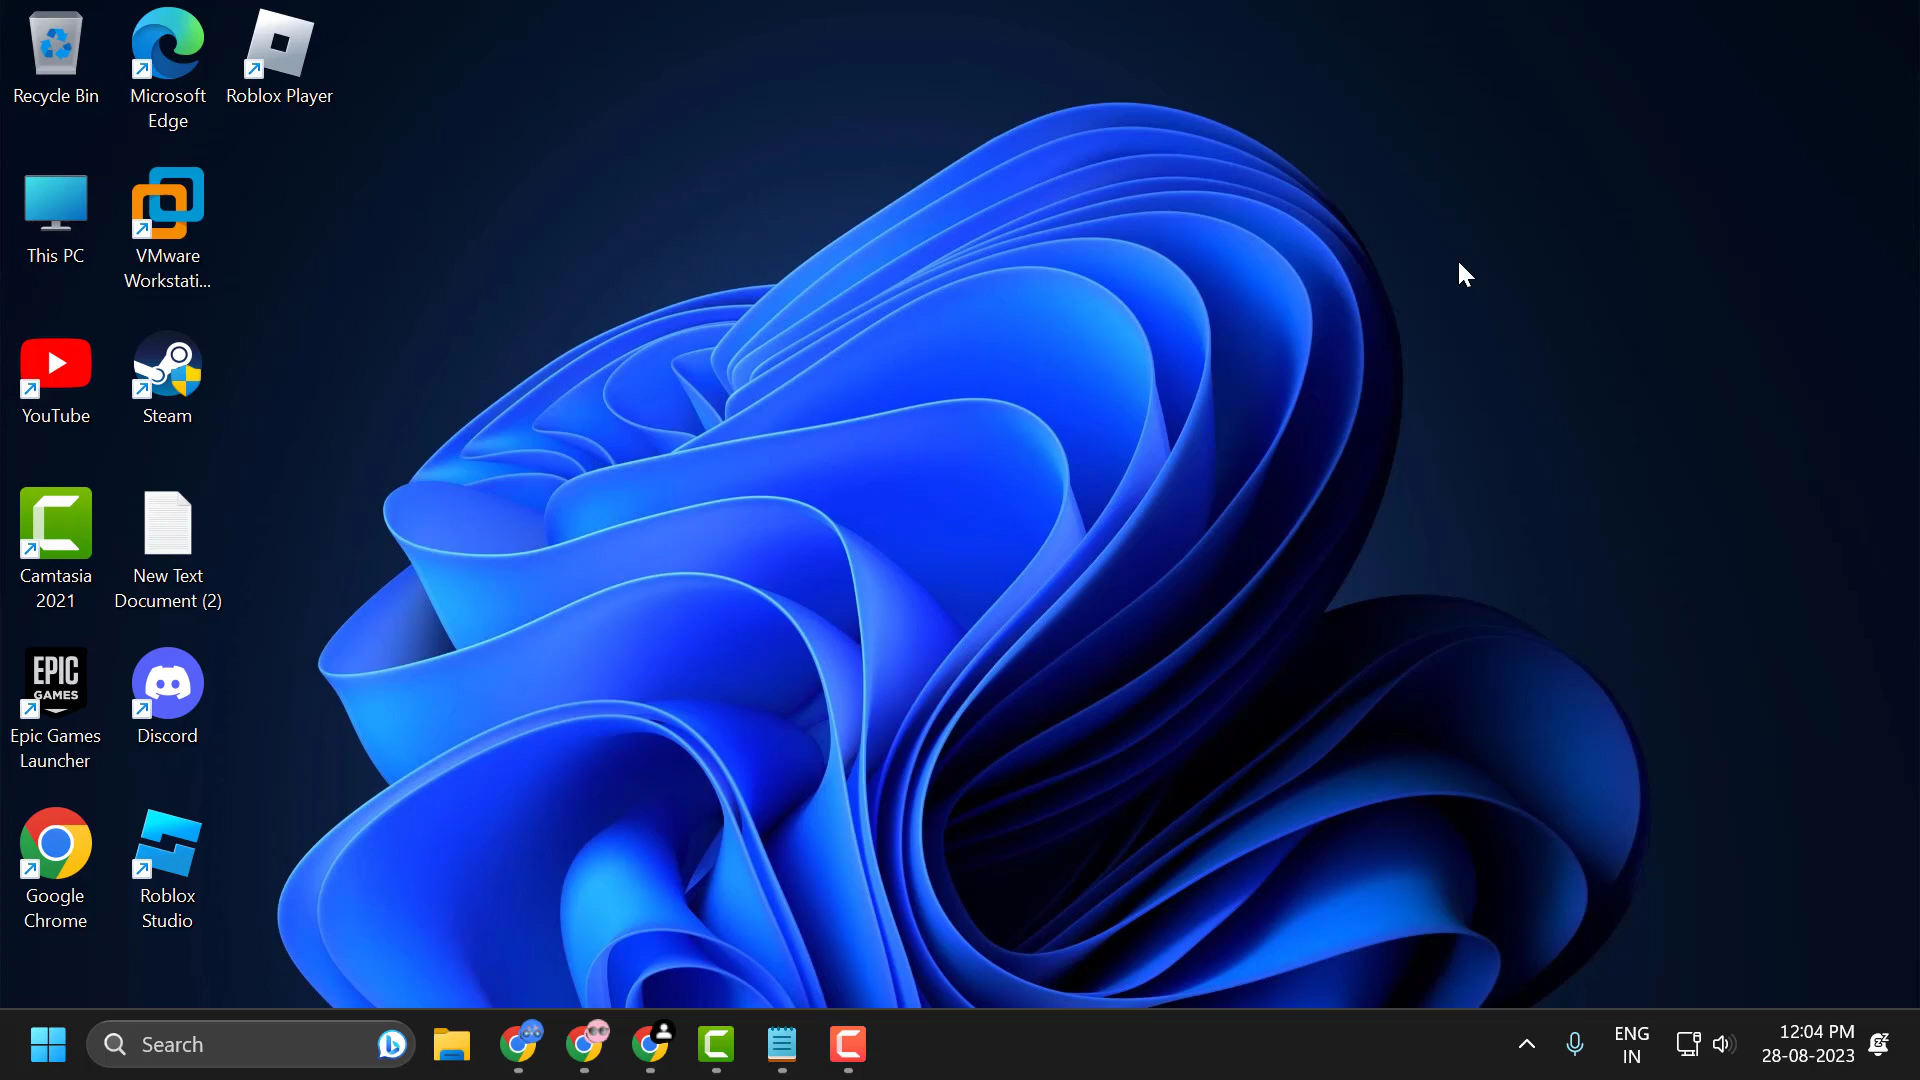 Recycle Bin
Microsoft
Edge
Roblox Player
This PC
VMware
Workstati...
YouTube
Steam
Camtasia
2021
New Text
Document (2)
EPIC
GAMES
Epic Games
Launcher
Discord
Google
Chrome
Roblox
Studio
Search
ENG
IN
12:04 PM
28-08-2023